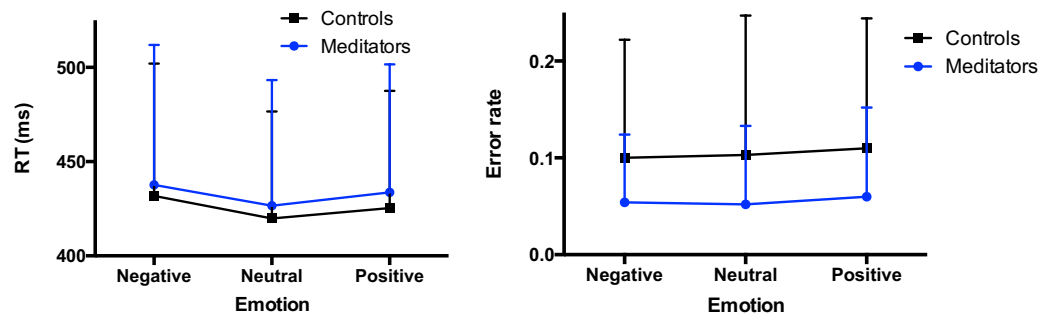 Controls
Meditators
RT (ms)
500
450
400
Negative Neutral Positive
Emotion
Controls
Meditators
Error rate
0.2
0.1
0.0
Negative Neutral Positive
Emotion